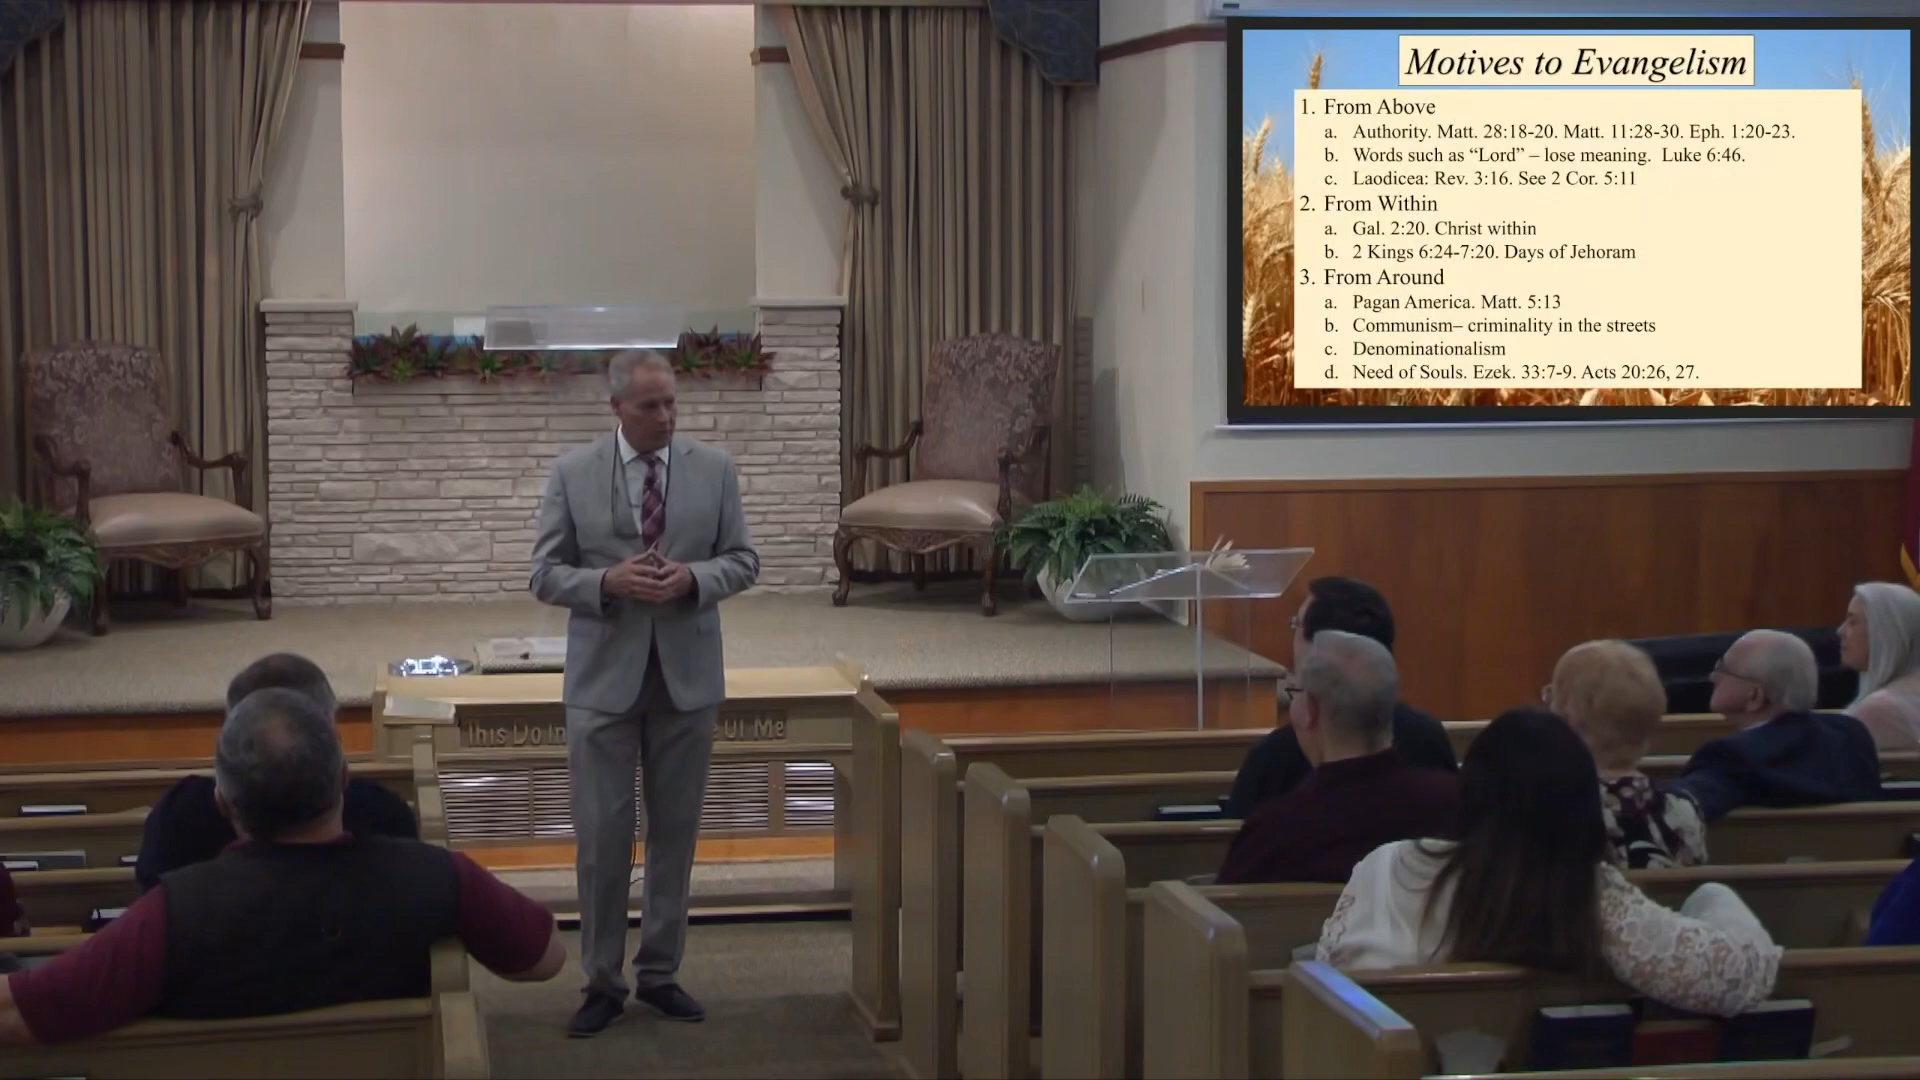 Motives to Evangelism
1. From Above
a. Authority. Matt. 28:18-20. Matt. 11:28-30. Eph. 1:20-23.
b. Words such as “Lord” – lose meaning. Luke 6:46.
c. Laodicea: Rev. 3:16. See 2 Cor. 5:11
2. From Within
a. Gal. 2:20. Christ within
b. 2 Kings 6:24-7:20. Days of Jehoram
3. From Around
a. Pagan America. Matt. 5:13
b. Communism– criminality in the streets
c. Denominationalism
d. Need of Souls. Ezek. 33:7-9. Acts 20:26, 27.
This Do In Of Me